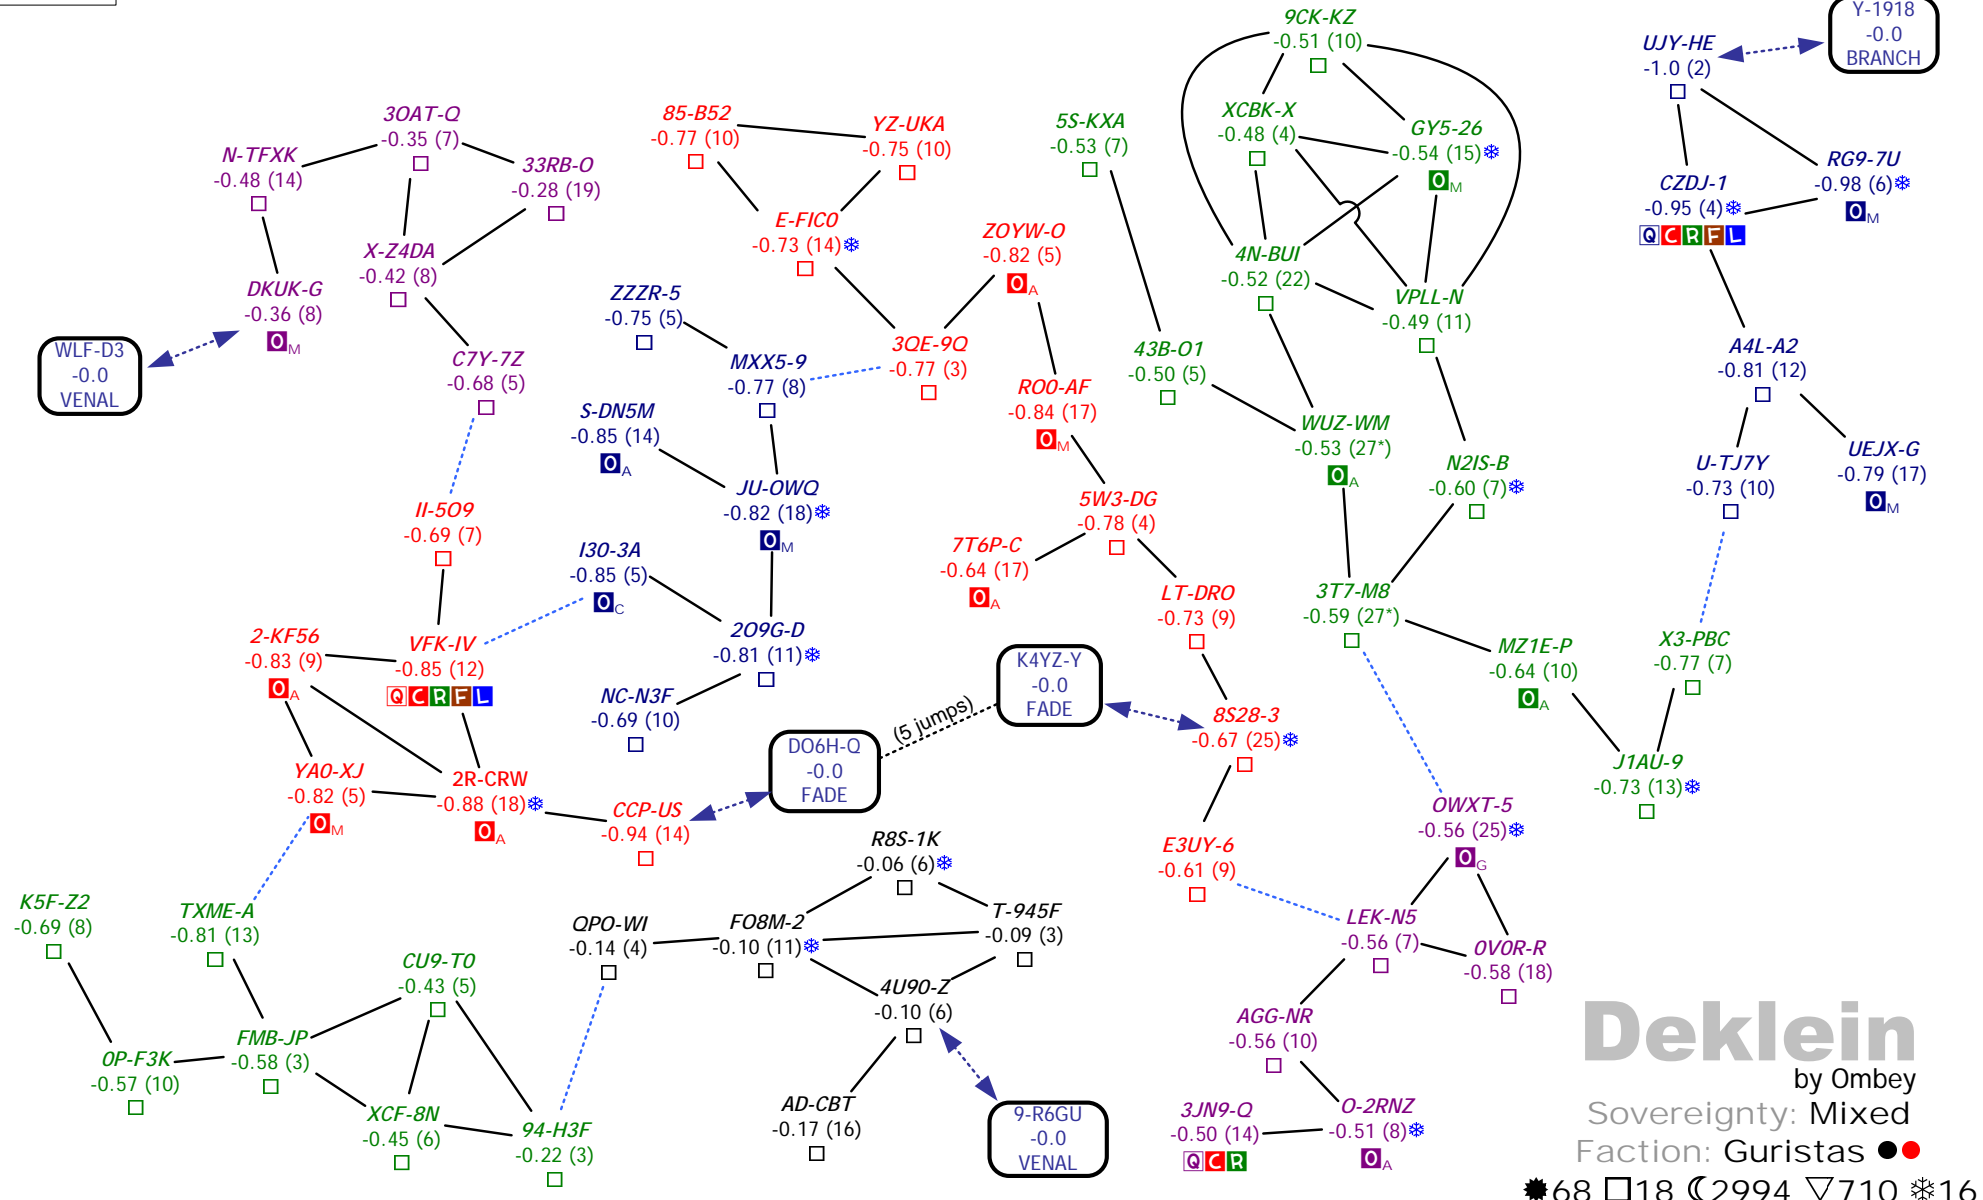 9CK-KZ
-0.51 (10)
Y-1918
-0.0
BRANCH
UJY-HE
-1.0 (2)
3OAT-Q
-0.35 (7)
85-B52
-0.77 (10)
YZ-UKA
-0.75 (10)
5S-KXA
-0.53 (7)
XCBK-X
-0.48 (4)
GY5-26
-0.54 (15)
O M
N-TFXK
-0.48 (14)
33RB-O
-0.28 (19)
RG9-7U
-0.98 (6)
O M
CZDJ-1
-0.95 (4)
Q C R F L
E-FIC0
-0.73 (14)
ZOYW-O
-0.82 (5)
O A
X-Z4DA
-0.42 (8)
4N-BUI
-0.52 (22)
DKUK-G
-0.36 (8)
O M
ZZZR-5
-0.75 (5)
VPLL-N
-0.49 (11)
WLF-D3
-0.0
VENAL
C7Y-7Z
-0.68 (5)
MXX5-9
-0.77 (8)
3QE-9Q
-0.77 (3)
43B-O1
-0.50 (5)
A4L-A2
-0.81 (12)
RO0-AF
-0.84 (17)
O M
S-DN5M
-0.85 (14)
O A
WUZ-WM
-0.53 (27*)
O A
N2IS-B
-0.60 (7)
U-TJ7Y
-0.73 (10)
UEJX-G
-0.79 (17)
O M
JU-OWQ
-0.82 (18)
O M
II-5O9
-0.69 (7)
5W3-DG
-0.78 (4)
I30-3A
-0.85 (5)
O C
7T6P-C
-0.64 (17)
O A
LT-DRO
-0.73 (9)
3T7-M8
-0.59 (27*)
2-KF56
-0.83 (9)
O A
VFK-IV
-0.85 (12)
Q C R F L
2O9G-D
-0.81 (11)
K4YZ-Y
-0.0
FADE
MZ1E-P
-0.64 (10)
O A
X3-PBC
-0.77 (7)
NC-N3F
-0.69 (10)
(5 jumps)
8S28-3
-0.67 (25)
DO6H-Q
-0.0
FADE
J1AU-9
-0.73 (13)
YA0-XJ
-0.82 (5)
O M
2R-CRW
-0.88 (18)
O A
CCP-US
-0.94 (14)
OWXT-5
-0.56 (25)
O G
R8S-1K
-0.06 (6)
E3UY-6
-0.61 (9)
K5F-Z2
-0.69 (8)
TXME-A
-0.81 (13)
QPO-WI
-0.14 (4)
FO8M-2
-0.10 (11)
T-945F
-0.09 (3)
LEK-N5
-0.56 (7)
0V0R-R
-0.58 (18)
CU9-T0
-0.43 (5)
4U90-Z
-0.10 (6)
AGG-NR
-0.56 (10)
0P-F3K
-0.57 (10)
FMB-JP
-0.58 (3)
XCF-8N
-0.45 (6)
94-H3F
-0.22 (3)
AD-CBT
-0.17 (16)
9-R6GU
-0.0
VENAL
3JN9-Q
-0.50 (14)
Q C R
O-2RNZ
-0.51 (8)
O A
Deklein
by Ombey
Sovereignty: Mixed
Faction: Guristas
68 18 2994 710 16